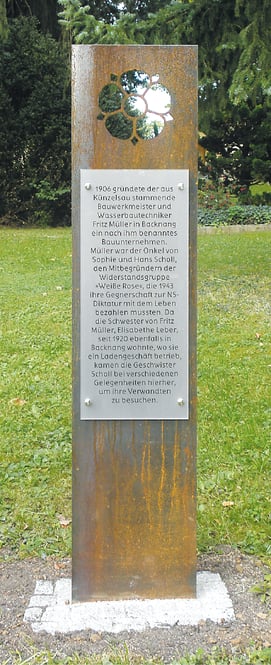 1906 gründete der aus
Künzelsau stammende
Bauwerkmeister und
Wasserbautechniker
Fritz Müller in Backnang
ein nach ihm benanntes
Bauunternehmen.
Müller war der Onkel von
Sophie und Hans Scholl,
den Mitbegründern der
Widerstandsgruppe
»Weiße Rose«, die 1943
ihre Gegnerschaft zur NS-
Diktatur mit dem Leben
bezahlen mussten. Da
die Schwester von Fritz
Müller, Elisabethe Leber,
seit 1920 ebenfalls in
Backnang wohnte, wo sie
ein Ladengeschäft betrieb,
kamen die Geschwister
Scholl bei verschiedenen
Gelegenheiten hierher,
um ihre Verwandten
zu besuchen.